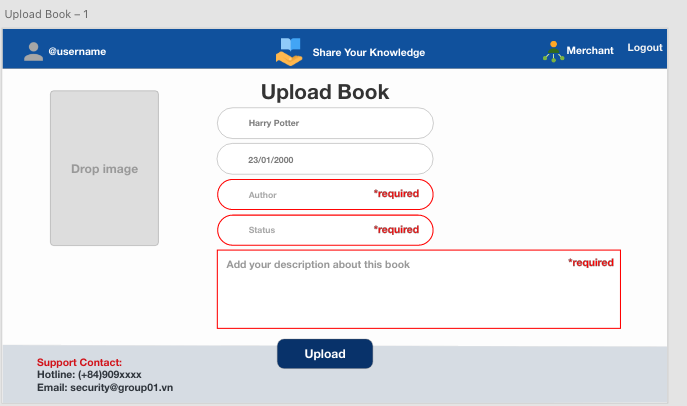 Upload Book – 1
@username
Share Your Knowledge
Merchant
Logout
Upload Book
Drop image
Harry Potter
23/01/2000
Author *required
Status *required
Add your description about this book *required
Upload
Support Contact:
Hotline: (+84)909xxxx
Email: security@group01.vn